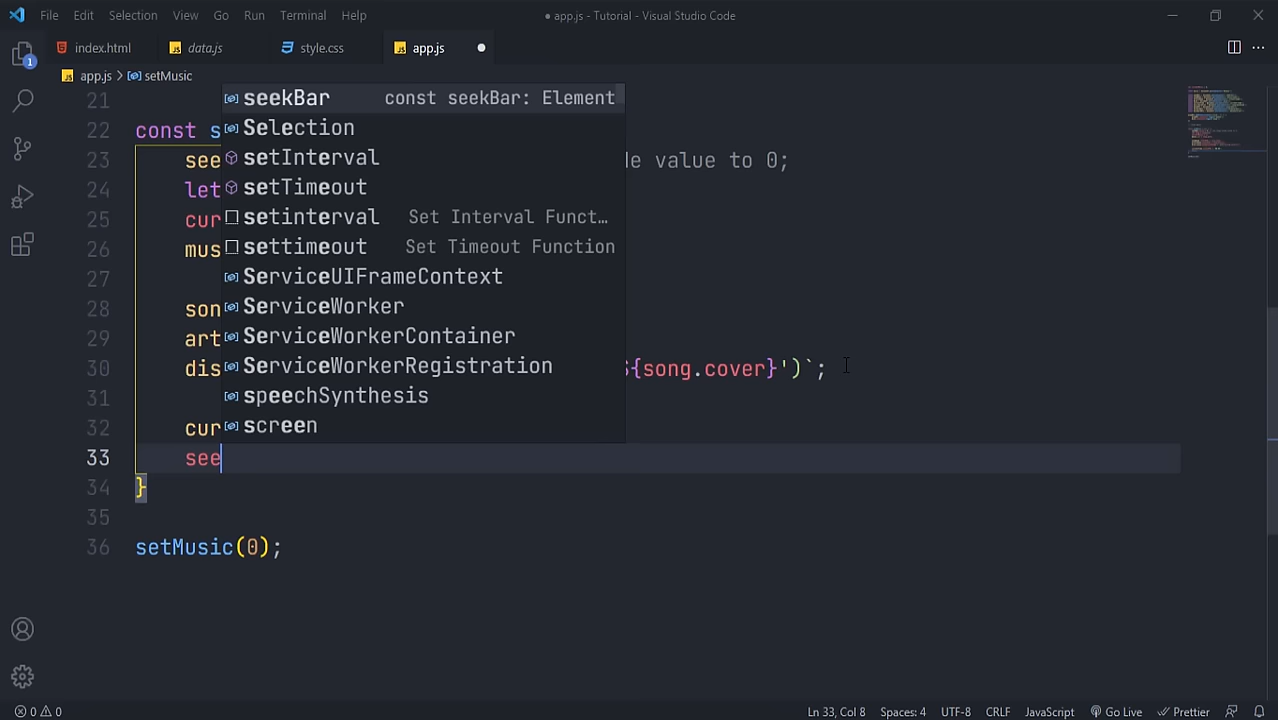 File Edit Selection View Go Run Terminal Help
● app.js - Tutorial - Visual Studio Code
index.html data.js style.css app.js
app.js > setMusic
21
22 const s
23 see de value to 0;
24 let
25 cur
26 mus
27
28 son
29 art
30 dis ${song.cover}')`;
31
32 cur
33 see
34 }
35
36 setMusic(0);
seekBar const seekBar: Element
Selection
setInterval
setTimeout
setinterval Set Interval Funct…
settimeout Set Timeout Function
ServiceUIFrameContext
ServiceWorker
ServiceWorkerContainer
ServiceWorkerRegistration
speechSynthesis
screen
1
0 0 Ln 33, Col 8 Spaces: 4 UTF-8 CRLF JavaScript Go Live Prettier